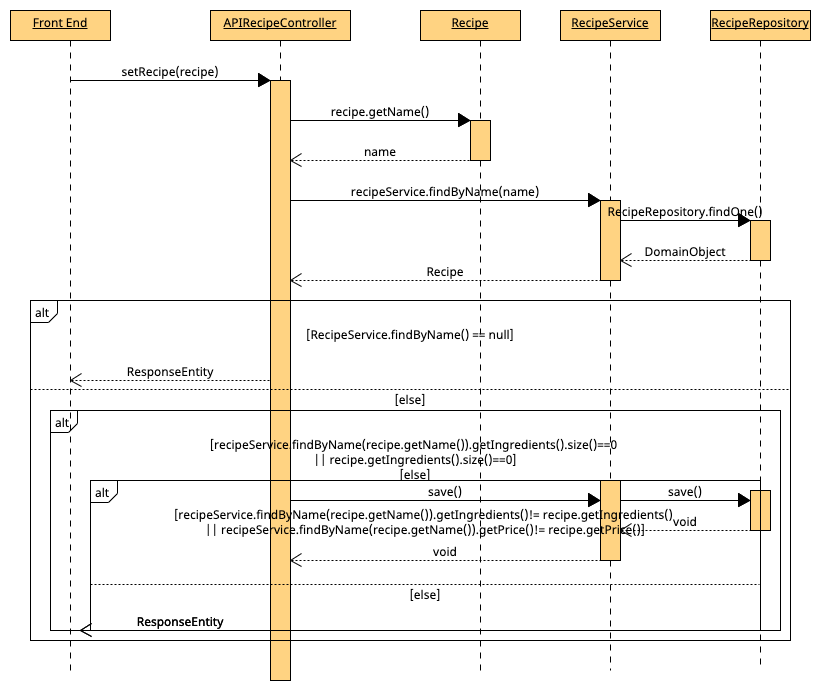 Front End
APIRecipeController
Recipe
RecipeService
RecipeRepository
setRecipe(recipe)
recipe.getName()
name
recipeService.findByName(name)
RecipeRepository.findOne()
DomainObject
Recipe
alt
[RecipeService.findByName() == null]
ResponseEntity
[else]
alt
[recipeService.findByName(recipe.getName()).getIngredients().size()==0
|| recipe.getIngredients().size()==0]
[else]
alt
save()
save()
[recipeService.findByName(recipe.getName()).getIngredients()!= recipe.getIngredients()
void
|| recipeService.findByName(recipe.getName()).getPrice()!= recipe.getPrice()]
void
[else]
ResponseEntity